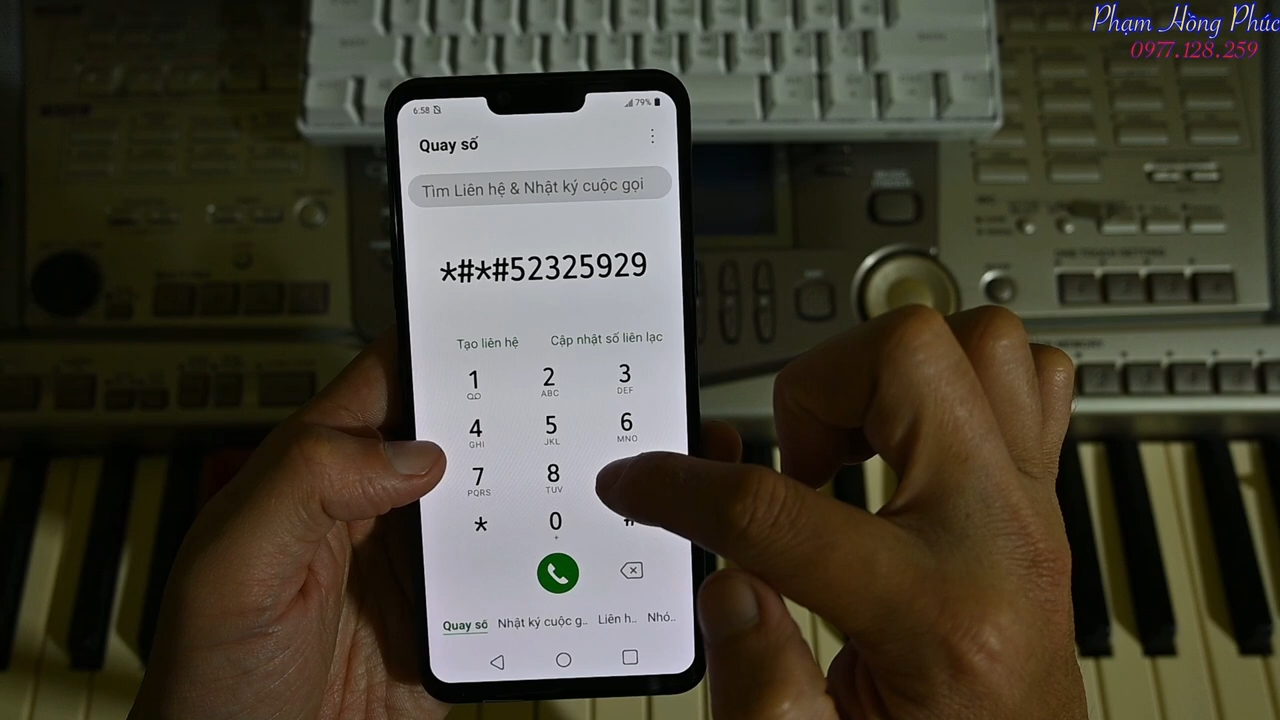 Phạm Hồng Phúc
0977.128.259
6:58
79%
Quay số
Tìm Liên hệ & Nhật ký cuộc gọi
*#*#52325929
Tạo liên hệ
Cập nhật số liên lạc
1
2 ABC
3 DEF
4 GHI
5 JKL
6 MNO
7 PQRS
8 TUV
*
0 +
#
Quay số
Nhật ký cuộc g..
Liên h..
Nhó..